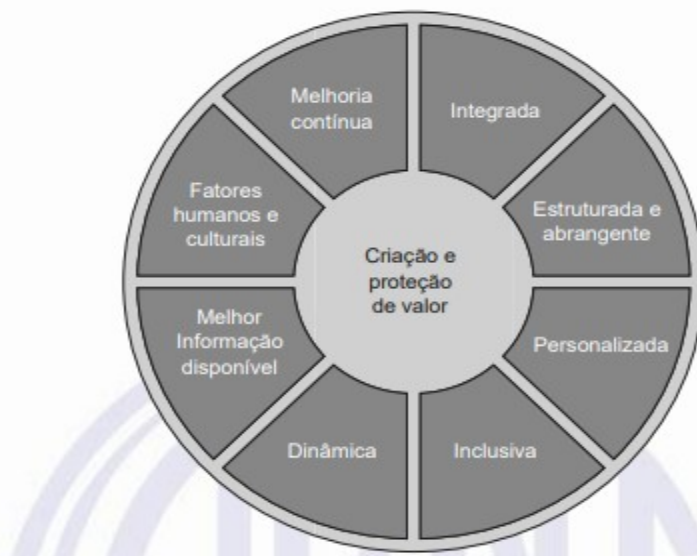 Melhoria
contínua
Integrada
Fatores
humanos e
culturais
Estruturada e
abrangente
Criação e
proteção
de valor
Melhor
Informação
disponível
Personalizada
Dinâmica
Inclusiva